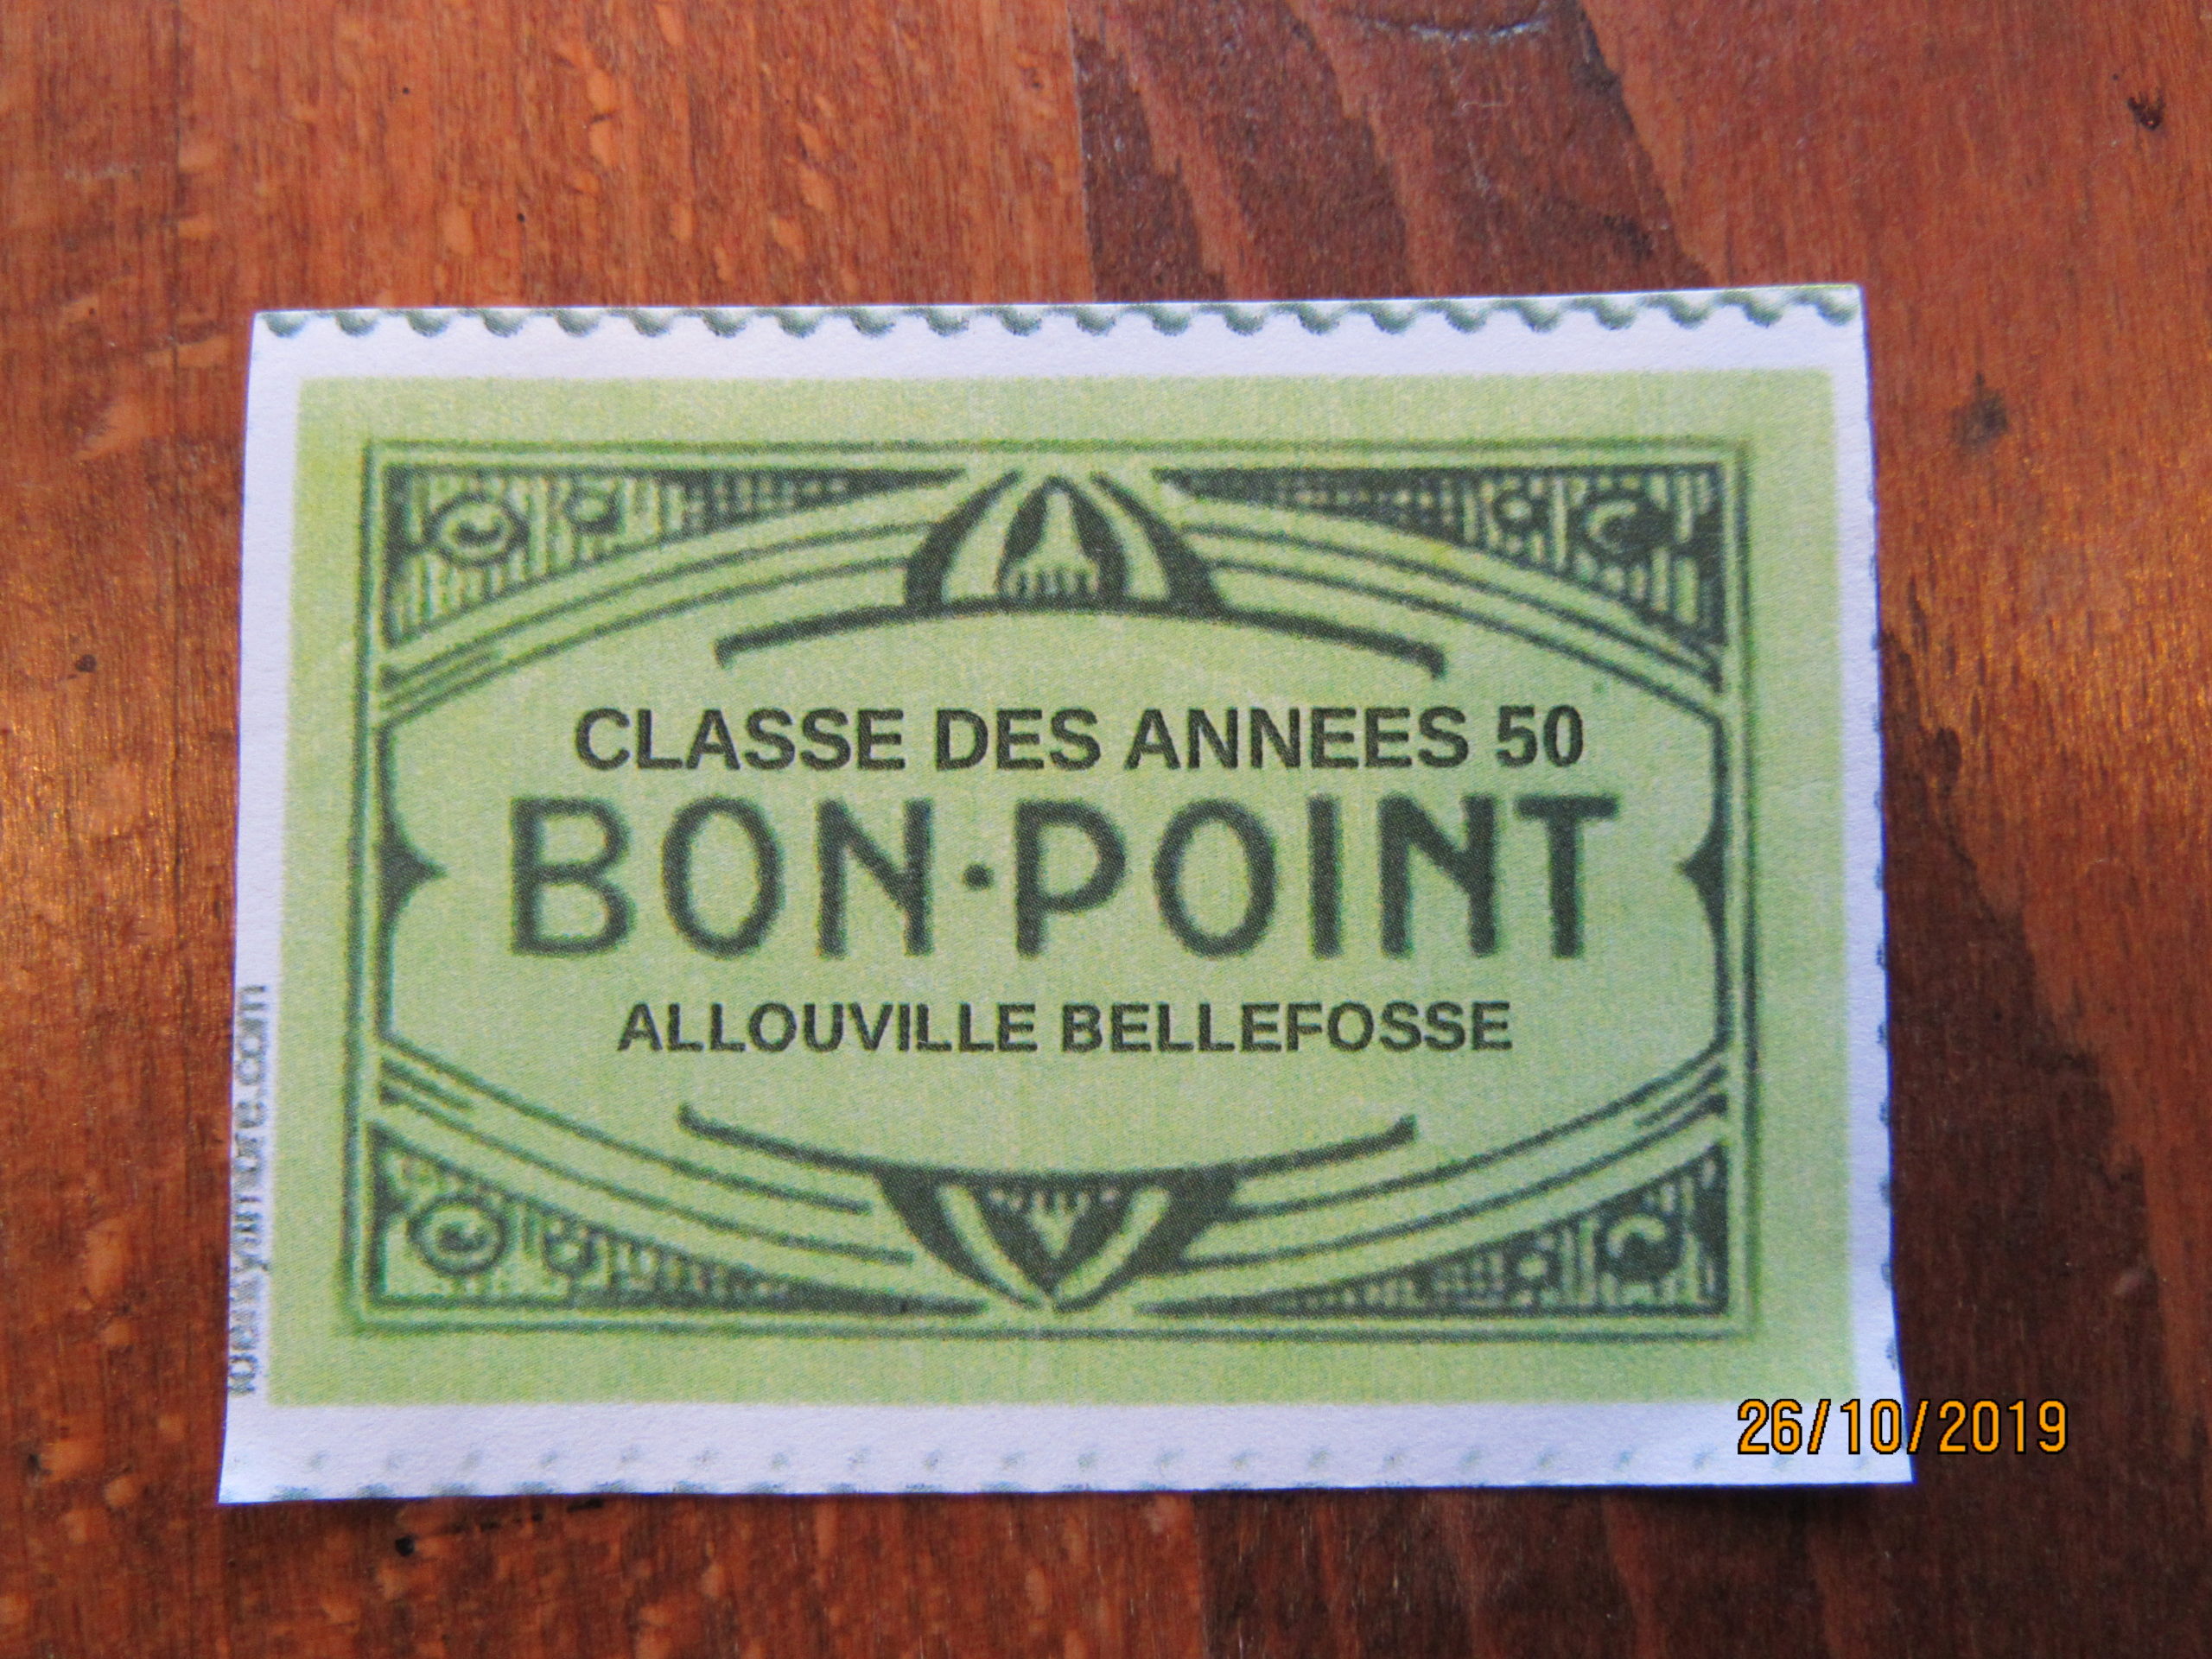 CLASSE DES ANNEES 50
BON·POINT
ALLOUVILLE BELLEFOSSE
26/10/2019